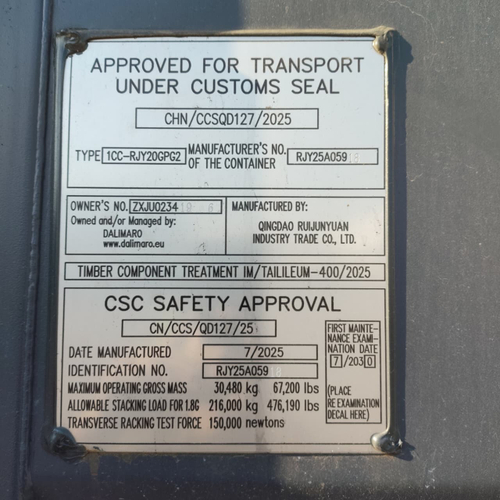 APPROVED FOR TRANSPORT
UNDER CUSTOMS SEAL
CHN/CCSQD127/2025
TYPE 1CC-RJY20GPG2 MANUFACTURER'S NO. OF THE CONTAINER RJY25A059
OWNER'S NO. ZXJU0234
Owned and/or Managed by:
DALIMARO
www.dalimaro.eu
MANUFACTURED BY:
QINGDAO RUIJUNYUAN
INDUSTRY TRADE CO., LTD.
TIMBER COMPONENT TREATMENT IM/TAILILEUM-400/2025
CSC SAFETY APPROVAL
CN/CCS/QD127/25
DATE MANUFACTURED 7/2025
IDENTIFICATION NO. RJY25A059
MAXIMUM OPERATING GROSS MASS 30,480 kg 67,200 lbs
ALLOWABLE STACKING LOAD FOR 1.8G 216,000 kg 476,190 lbs
TRANSVERSE RACKING TEST FORCE 150,000 newtons
FIRST MAINTE-
NANCE EXAMI-
NATION DATE
7/2030
(PLACE
RE EXAMINATION
DECAL HERE)